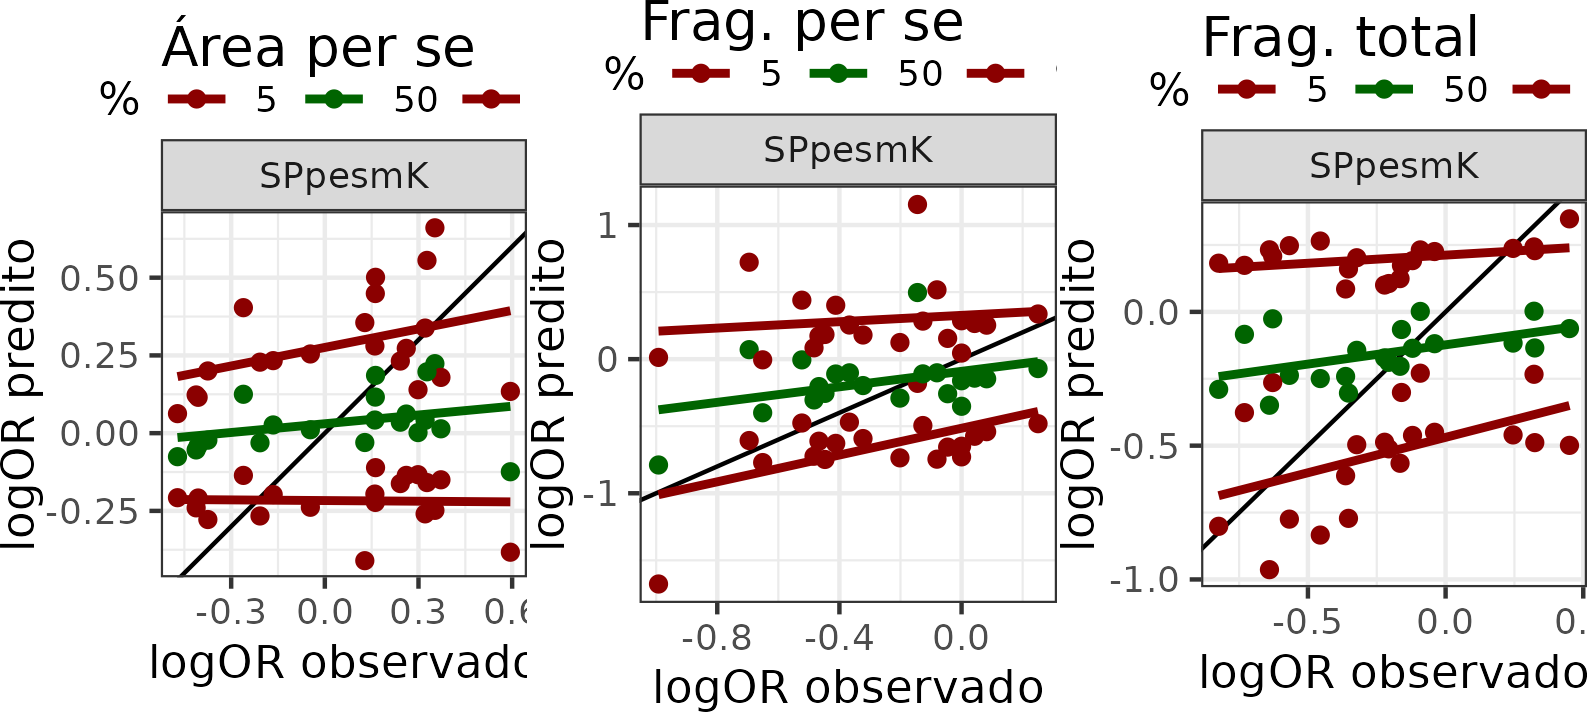 Área per se
% 5 50
SPpesmK
logOR predito
0.50
0.25
0.00
-0.25
-0.3 0.0 0.3 0.6
logOR observado
Frag. per se
% 5 50
SPpesmK
logOR predito
1
0
-1
-0.8 -0.4 0.0
logOR observado
Frag. total
% 5 50
SPpesmK
logOR predito
0.0
-0.5
-1.0
-0.5 0.0 0.
logOR observado